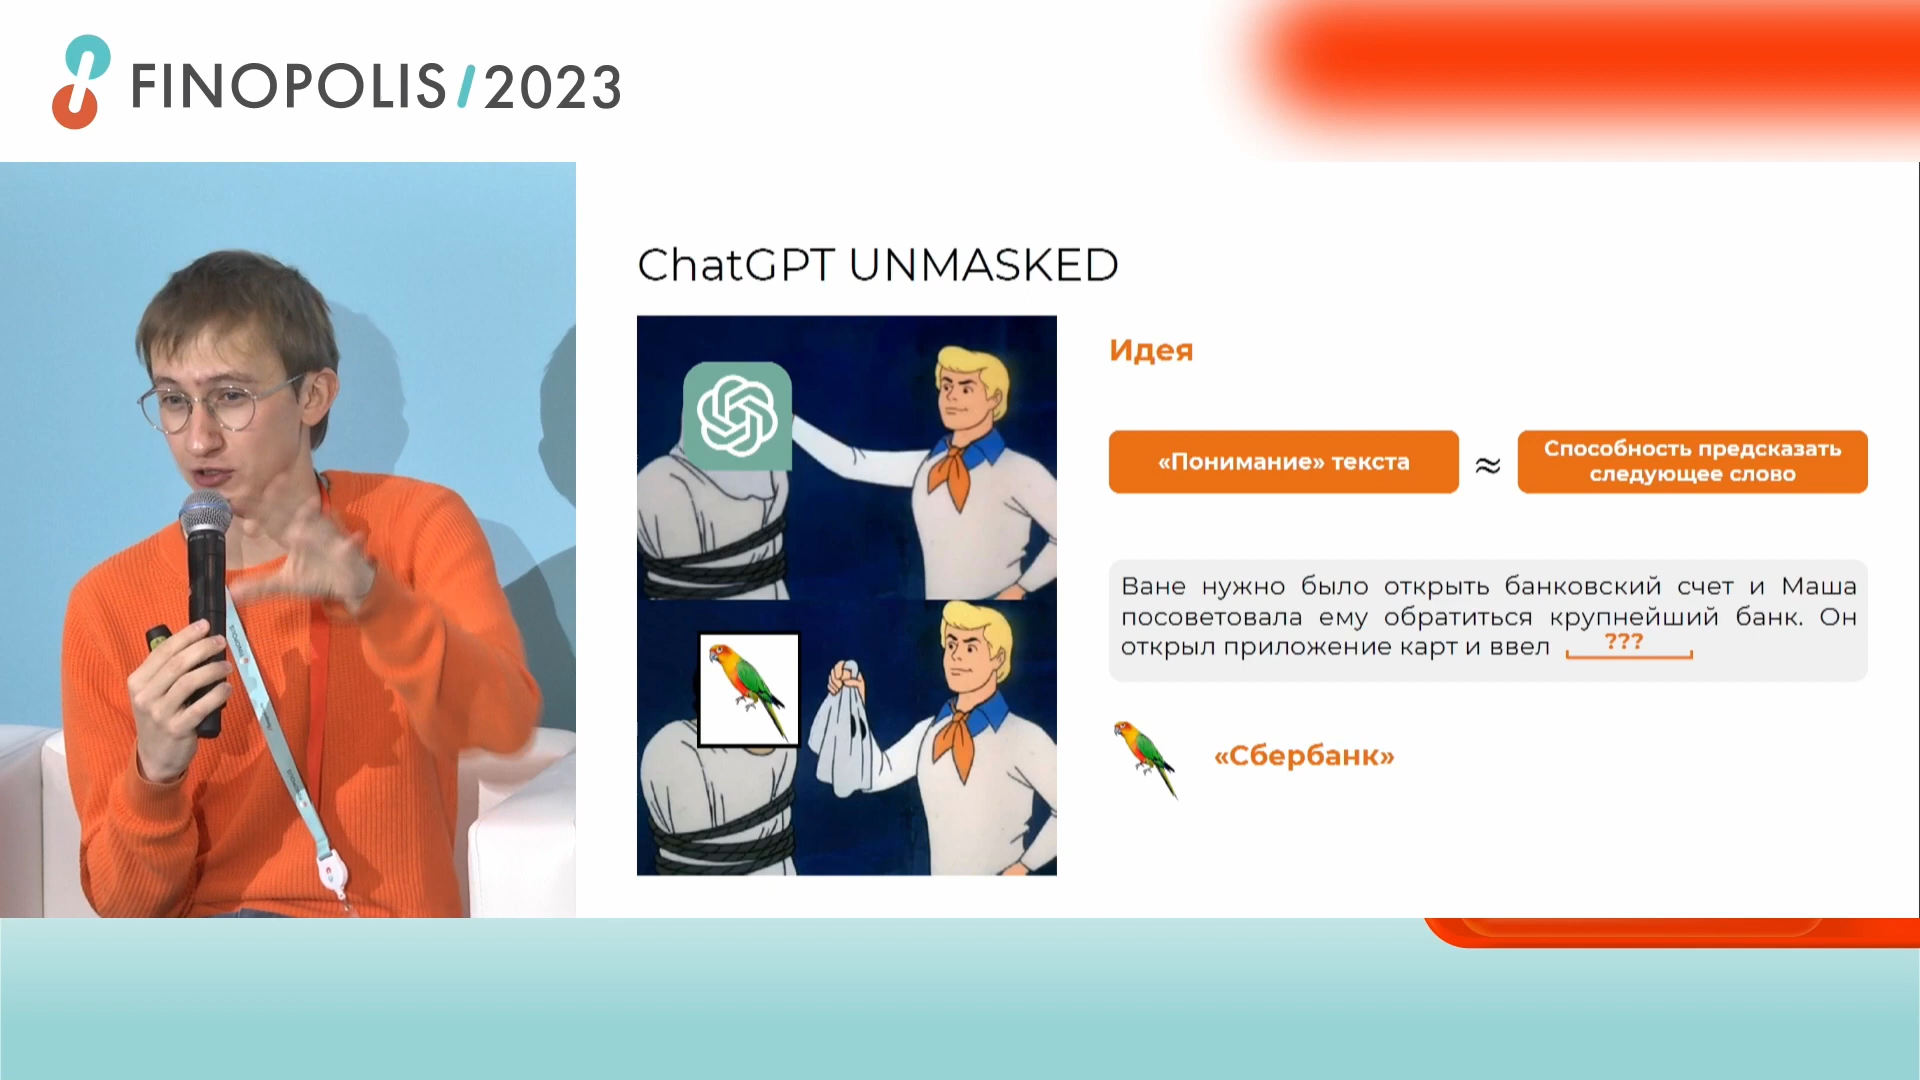 FINOPOLIS/2023
ChatGPT UNMASKED
Идея
«Понимание» текста
≈
Способность предсказать
следующее слово
Ване нужно было открыть банковский счет и Маша
посоветовала ему обратиться крупнейший банк. Он
открыл приложение карт и ввел ???
«Сбербанк»